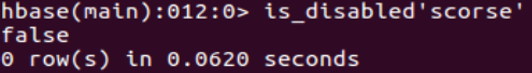 hbase(main):012:0> is_disabled'scorse'
false
0 row(s) in 0.0620 seconds